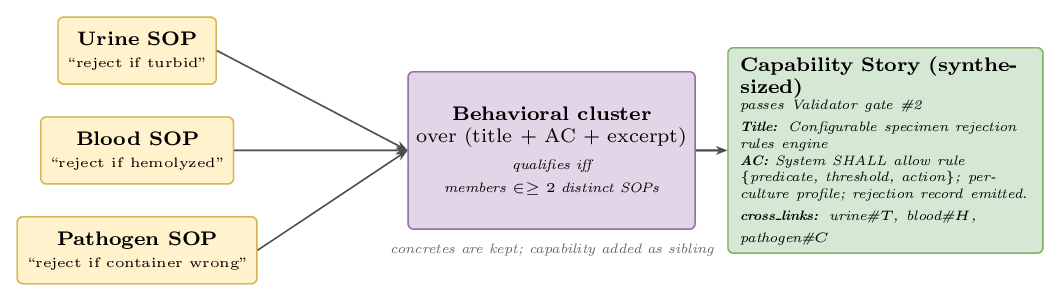 Urine SOP
“reject if turbid”
Blood SOP
“reject if hemolyzed”
Pathogen SOP
“reject if container wrong”
Behavioral cluster
over (title + AC + excerpt)
qualifies iff
members ∈≥ 2 distinct SOPs
concretes are kept; capability added as sibling
Capability Story (synthe-
sized)
passes Validator gate #2
Title: Configurable specimen rejection
rules engine
AC: System SHALL allow rule
{predicate, threshold, action}; per-
culture profile; rejection record emitted.
cross_links: urine#T, blood#H,
pathogen#C